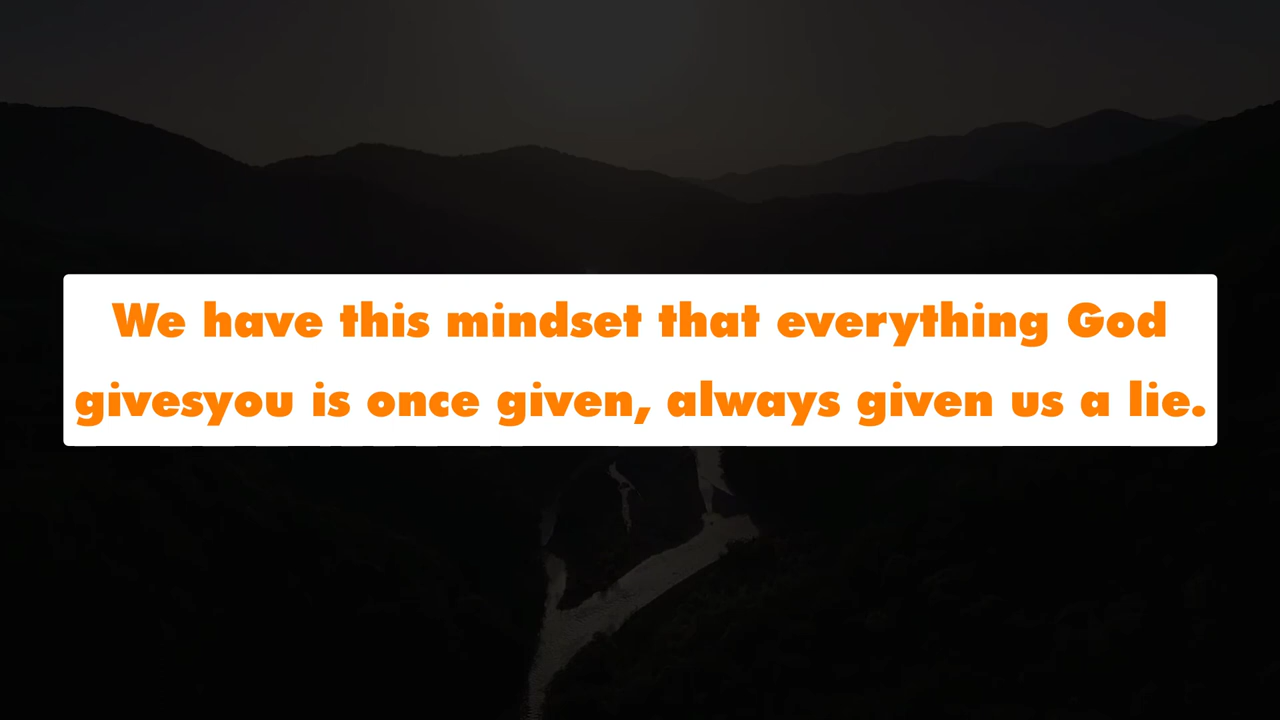 We have this mindset that everything God
givesyou is once given, always given us a lie.